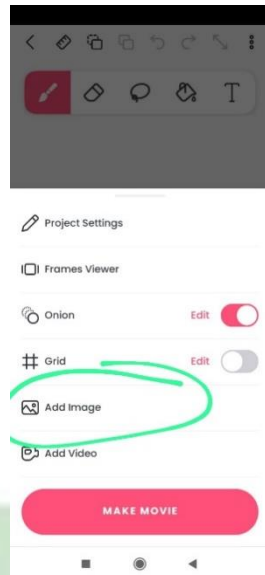 T
Project Settings
Frames Viewer
Onion Edit
Grid Edit
Add Image
Add Video
MAKE MOVIE